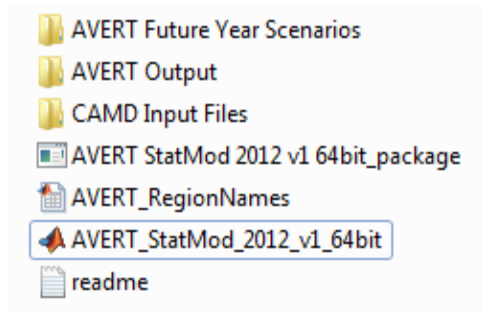 AVERT Future Year Scenarios
AVERT Output
CAMD Input Files
AVERT StatMod 2012 v1 64bit_package
AVERT_RegionNames
AVERT_StatMod_2012_v1_64bit
readme